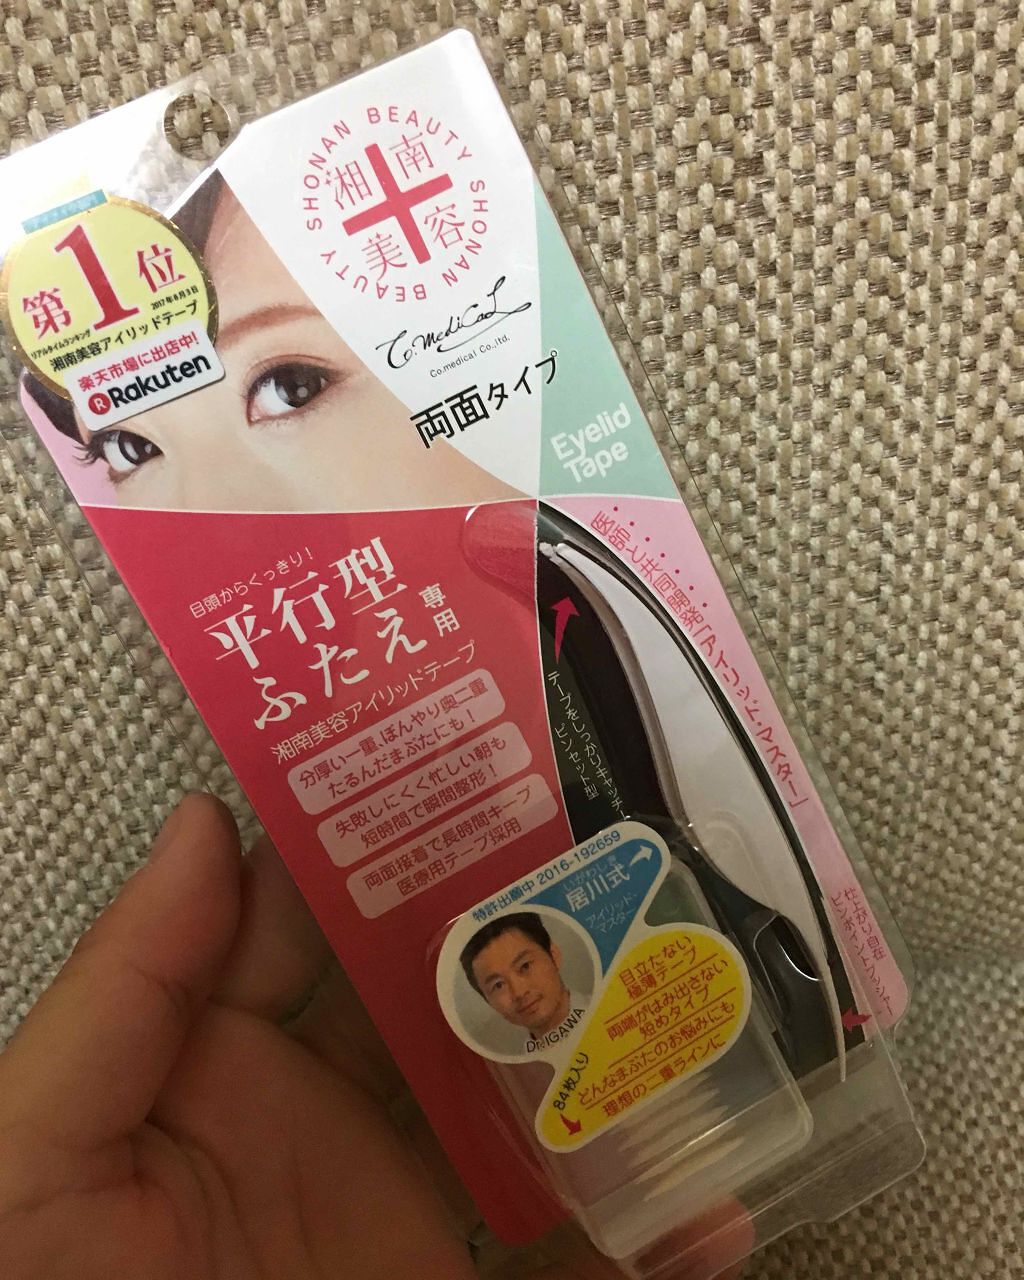 SHONAN BEAUTY SHONAN BEAUTY
湘南
美容
C.Medical
Co.medical Co.,ltd.
両面タイプ
Eyelid
Tape
第1位
2017年8月3日
リアルタイムランキング
湘南美容アイリッドテープ
楽天市場に出店中!
R Rakuten
目頭からくっきり!
平行型
ふたえ
専用
湘南美容アイリッドテープ
分厚い一重、ぼんやり奥二重
たるんだまぶたにも!
失敗しにくく忙しい朝も
短時間で瞬間整形!
両面接着で長時間キープ
医療用テープ採用
医師と共同開発「アイリッド・マスター」
テープをしっかりキャッチ!
ピンセット型
仕上がり自在
ピンポイントプッシャー
特許出願中 2016-192659
いがわしき
居川式
アイリッド・
マスター
Dr. IGAWA
目立たない
極薄テープ
両端がはみ出さない
短めタイプ
どんなまぶたのお悩みにも
理想の二重ラインに
84枚入り